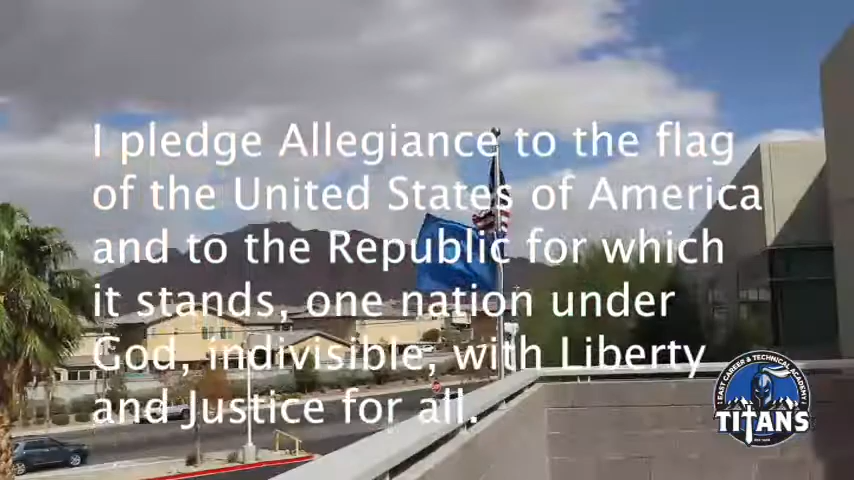 I pledge Allegiance to the flag
of the United States of America
and to the Republic for which
it stands, one nation under
God, indivisible, with Liberty
and Justice for all.
EAST CAREER & TECHNICAL ACADEMY
TITANS